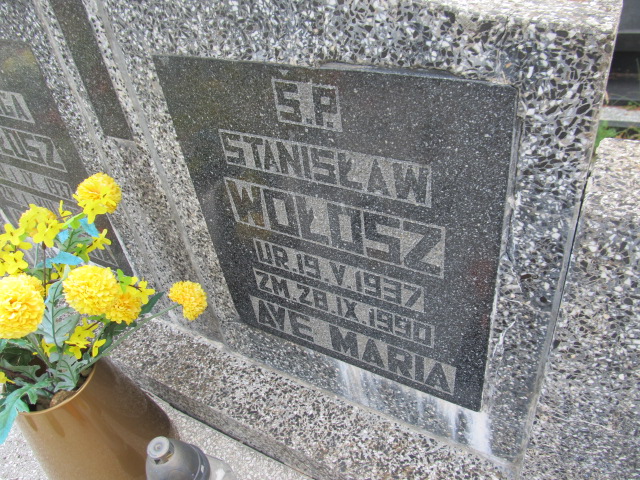 Ś.P.
STANISŁAW
WOŁOSZ
UR.19.V.1937
ZM.28.IX.1990
AVE MARIA